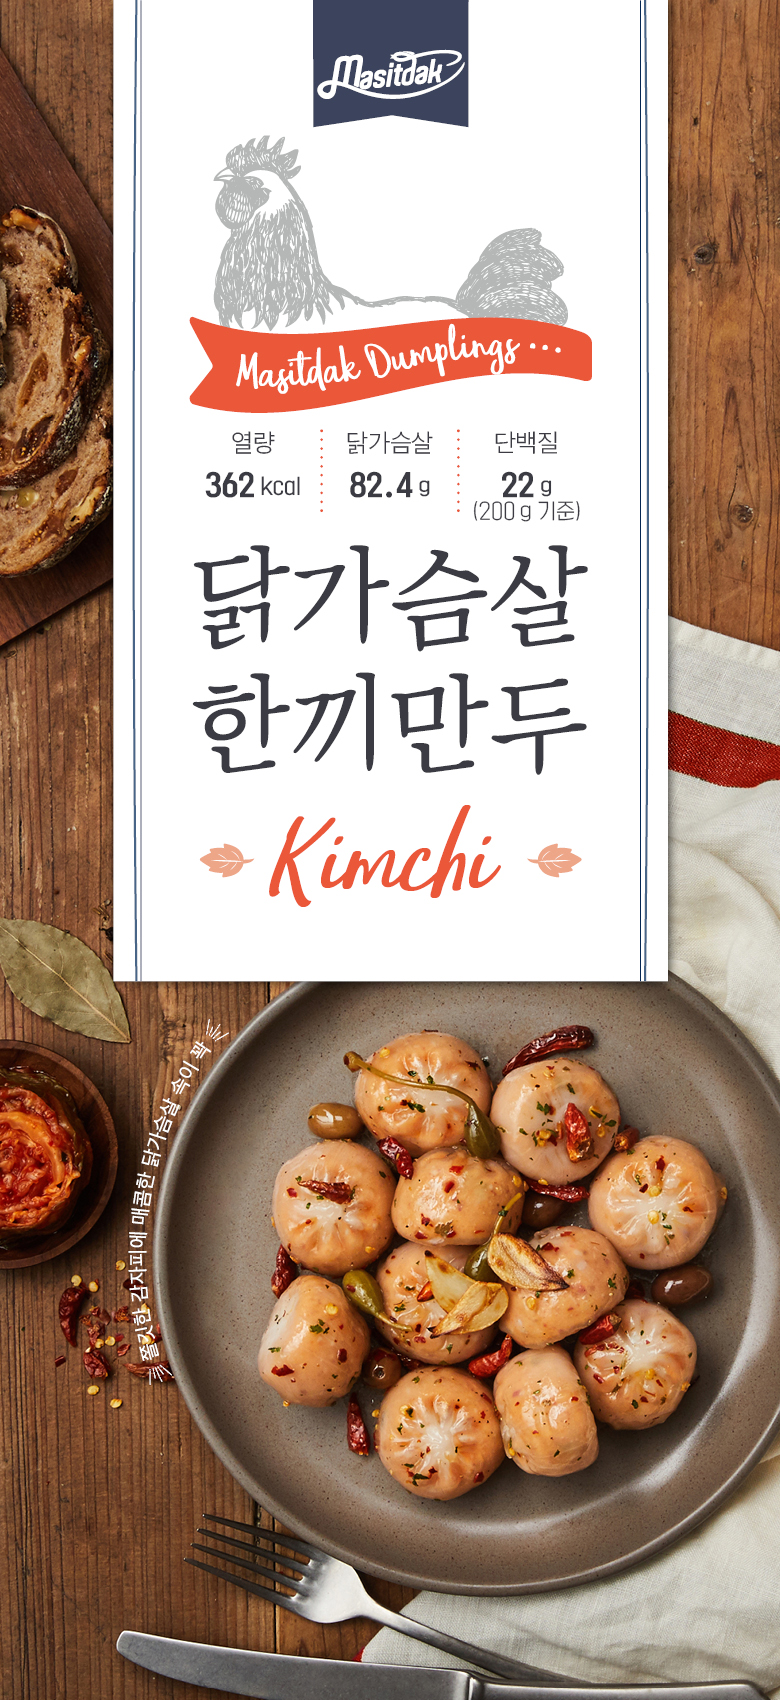 Masitdak
Masitdak Dumplings ···
열량
362 kcal
닭가슴살
82.4 g
단백질
22 g
(200 g 기준)
닭가슴살
한끼만두
Kimchi
쫄깃한 감자피에 매콤한 닭가슴살 속이 꽉